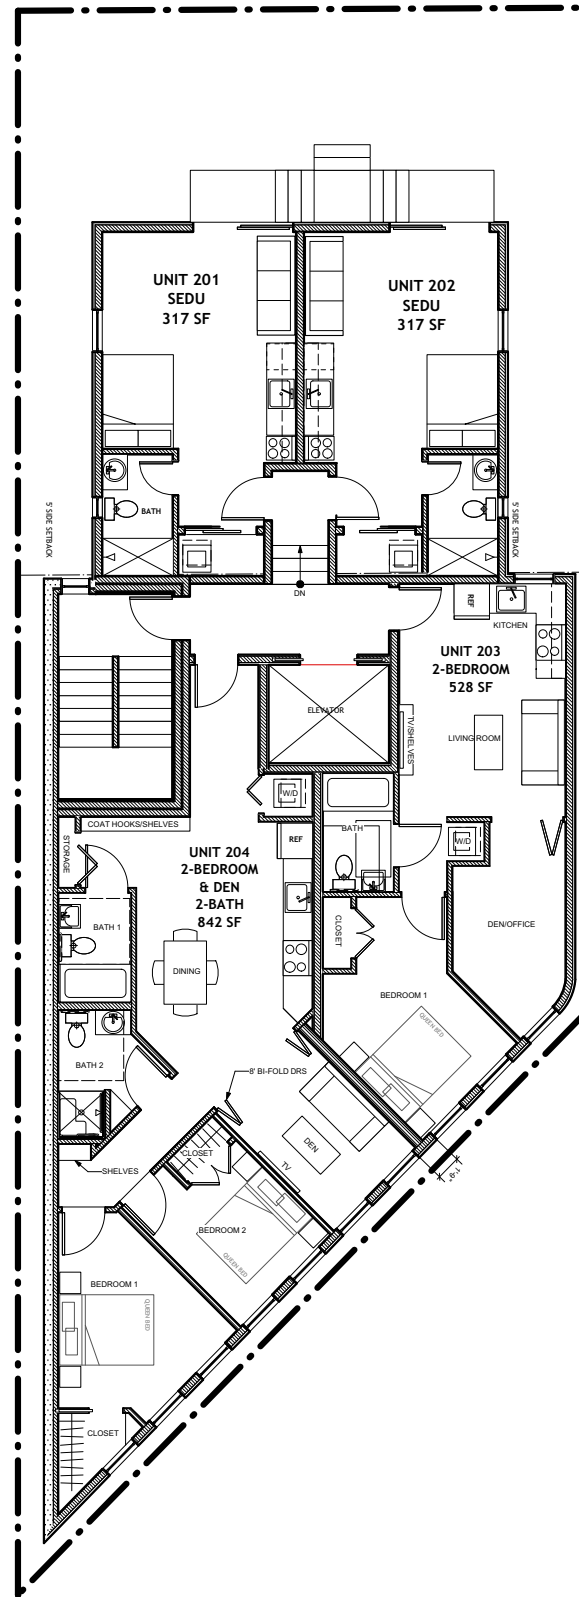 UNIT 201
SEDU
317 SF
UNIT 202
SEDU
317 SF
BATH
5' SIDE SETBACK
5' SIDE SETBACK
DN
REF
KITCHEN
UNIT 203
2-BEDROOM
528 SF
ELEVATOR
TV/SHELVES
LIVING ROOM
W/D
COAT HOOKS/SHELVES
BATH
W/D
STORAGE
UNIT 204
2-BEDROOM
& DEN
2-BATH
842 SF
REF
BATH 1
CLOSET
DEN/OFFICE
DINING
BEDROOM 1
QUEEN BED
BATH 2
8' BI-FOLD DRS
DEN
TV
1'-9"
CLOSET
SHELVES
BEDROOM 2
QUEEN BED
BEDROOM 1
QUEEN BED
CLOSET